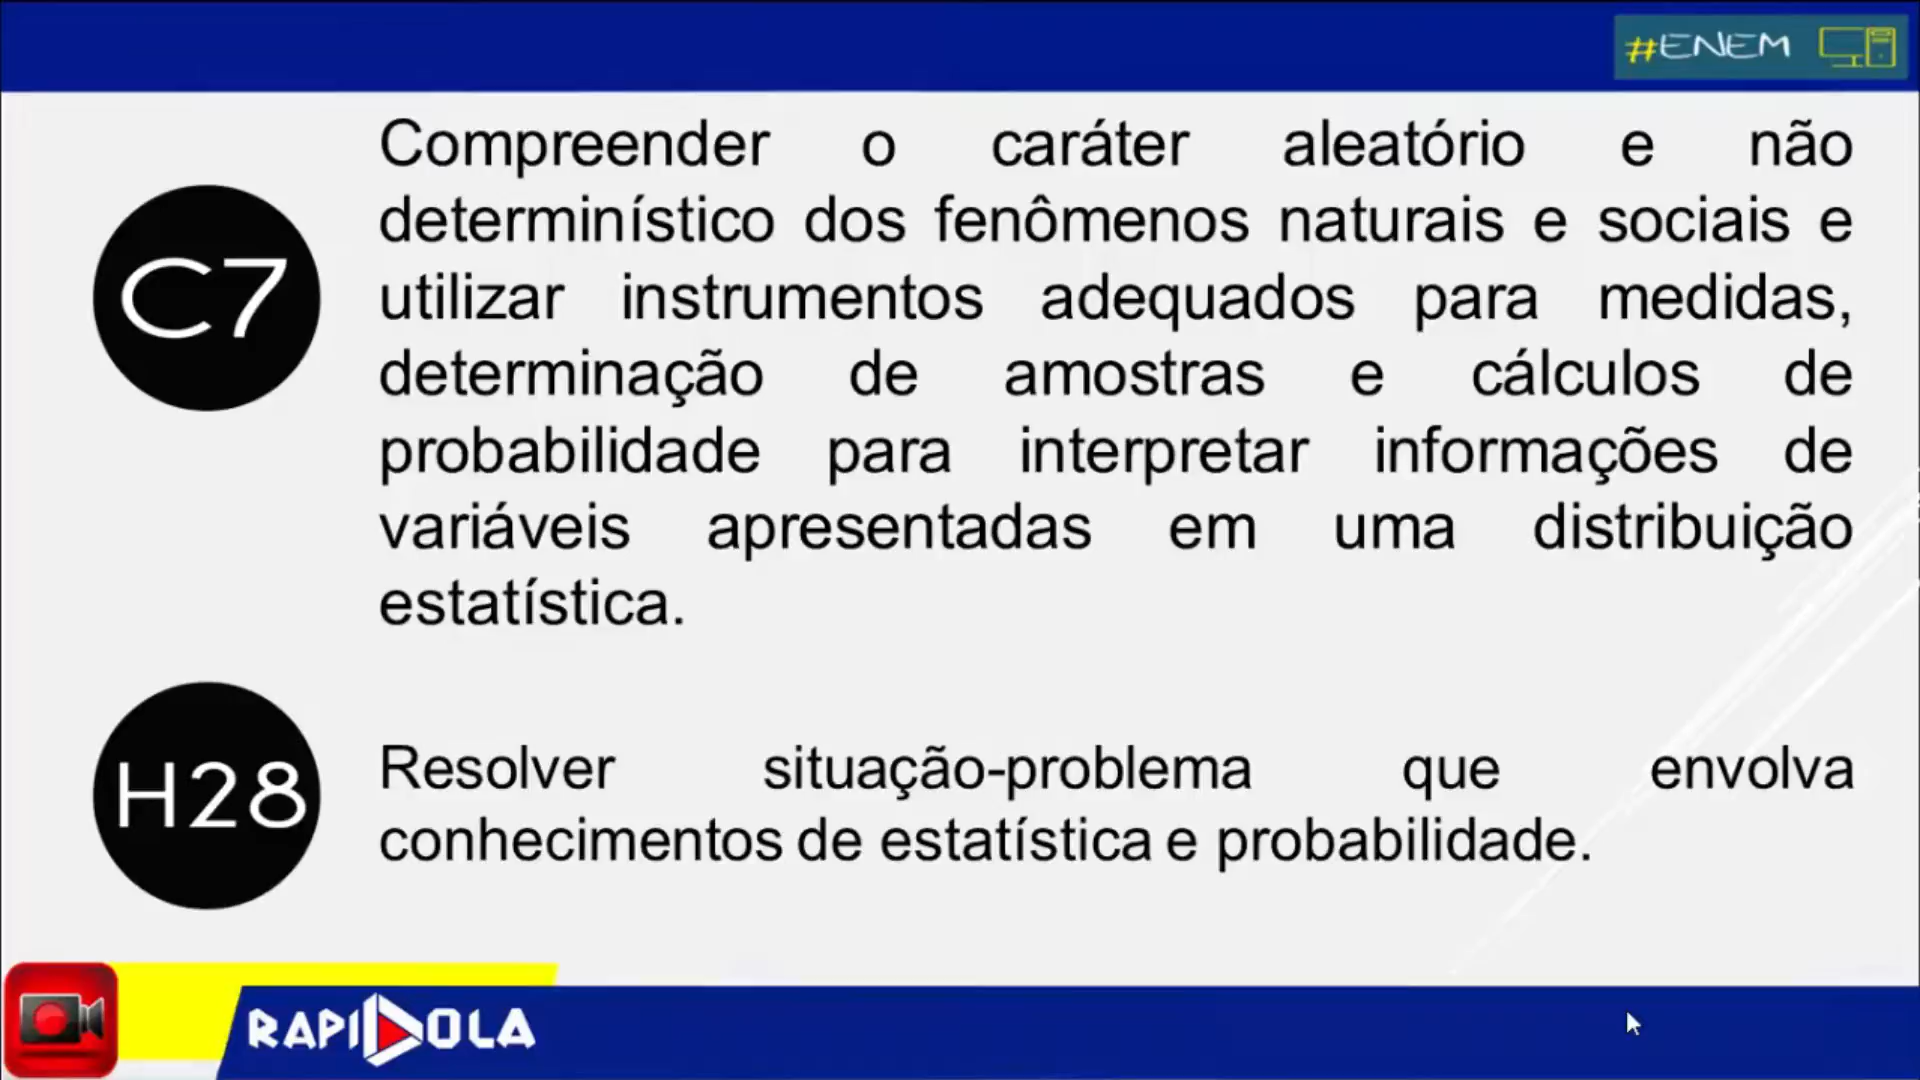 #ENEM
Compreender o caráter aleatório e não
determinístico dos fenômenos naturais e sociais e
utilizar instrumentos adequados para medidas,
determinação de amostras e cálculos de
probabilidade para interpretar informações de
variáveis apresentadas em uma distribuição
estatística.
C7
Resolver situação-problema que envolva
conhecimentos de estatística e probabilidade.
H28
RAPIDOLA